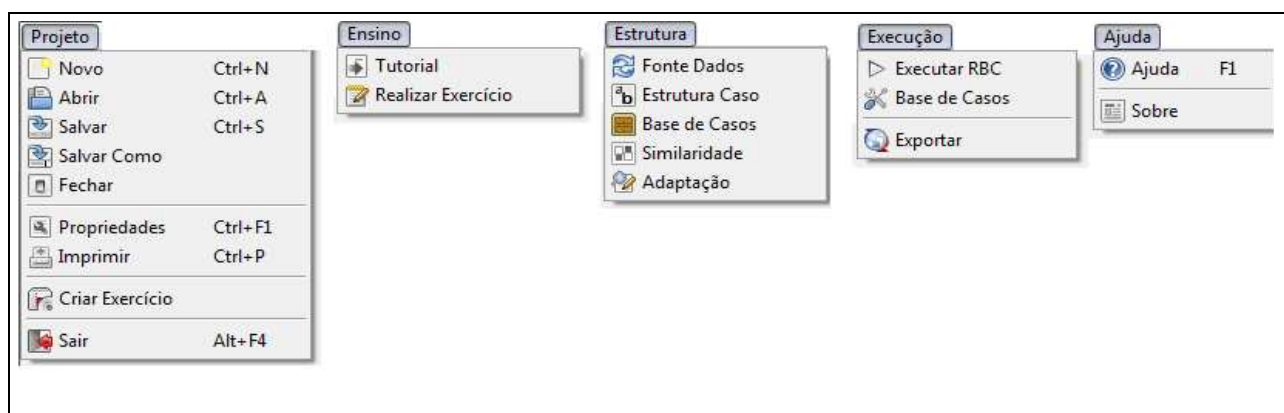 Projeto
Novo Ctrl+N
Abrir Ctrl+A
Salvar Ctrl+S
Salvar Como
Fechar
Propriedades Ctrl+F1
Imprimir Ctrl+P
Criar Exercício
Sair Alt+F4
Ensino
Tutorial
Realizar Exercício
Estrutura
Fonte Dados
Estrutura Caso
Base de Casos
Similaridade
Adaptação
Execução
Executar RBC
Base de Casos
Exportar
Ajuda
Ajuda F1
Sobre